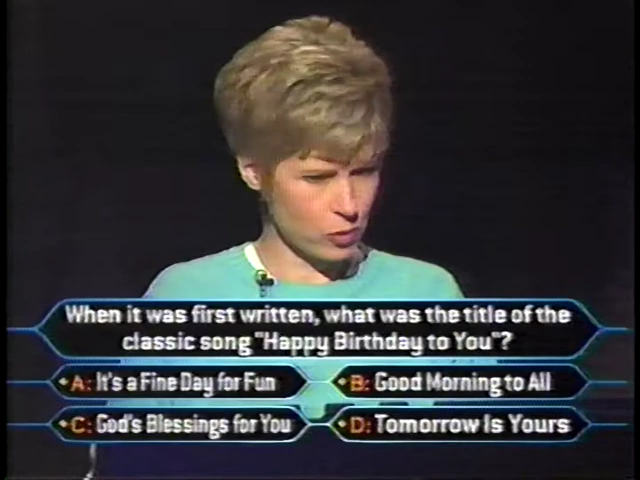 When it was first written, what was the title of the
classic song "Happy Birthday to You"?
A: It's a Fine Day for Fun
B: Good Morning to All
C: God's Blessings for You
D: Tomorrow Is Yours